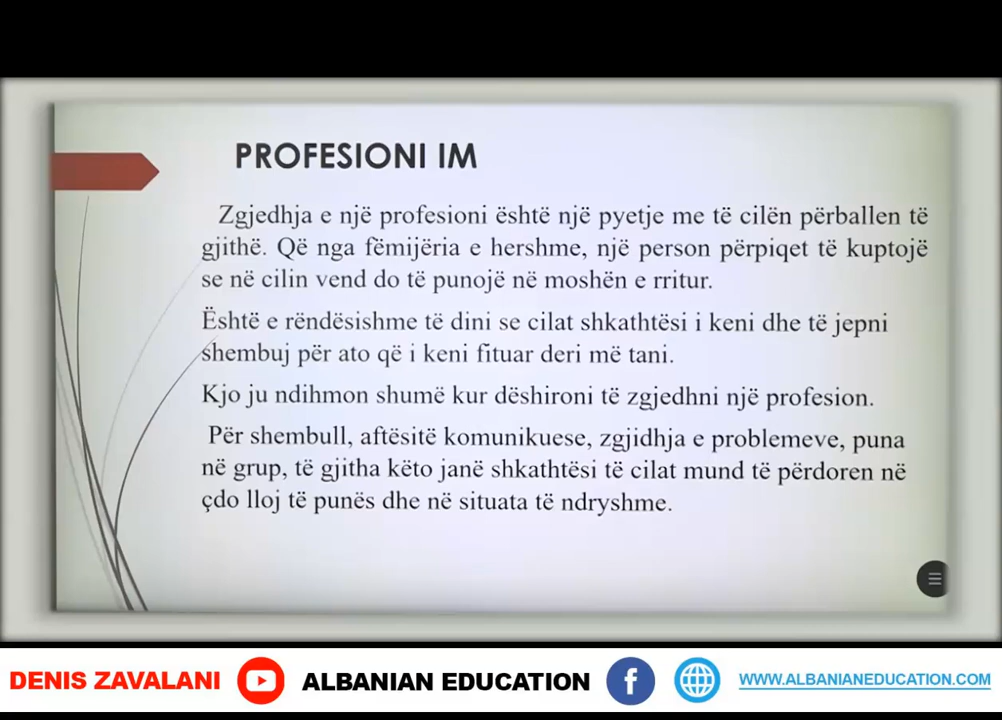 PROFESIONI IM
Zgjedhja e një profesioni është një pyetje me të cilën përballen të
gjithë. Që nga fëmijëria e hershme, një person përpiqet të kuptojë
se në cilin vend do të punojë në moshën e rritur.
Është e rëndësishme të dini se cilat shkathtësi i keni dhe të jepni
shembuj për ato që i keni fituar deri më tani.
Kjo ju ndihmon shumë kur dëshironi të zgjedhni një profesion.
Për shembull, aftësitë komunikuese, zgjidhja e problemeve, puna
në grup, të gjitha këto janë shkathtësi të cilat mund të përdoren në
çdo lloj të punës dhe në situata të ndryshme.
DENIS ZAVALANI ALBANIAN EDUCATION f WWW.ALBANIANEDUCATION.COM